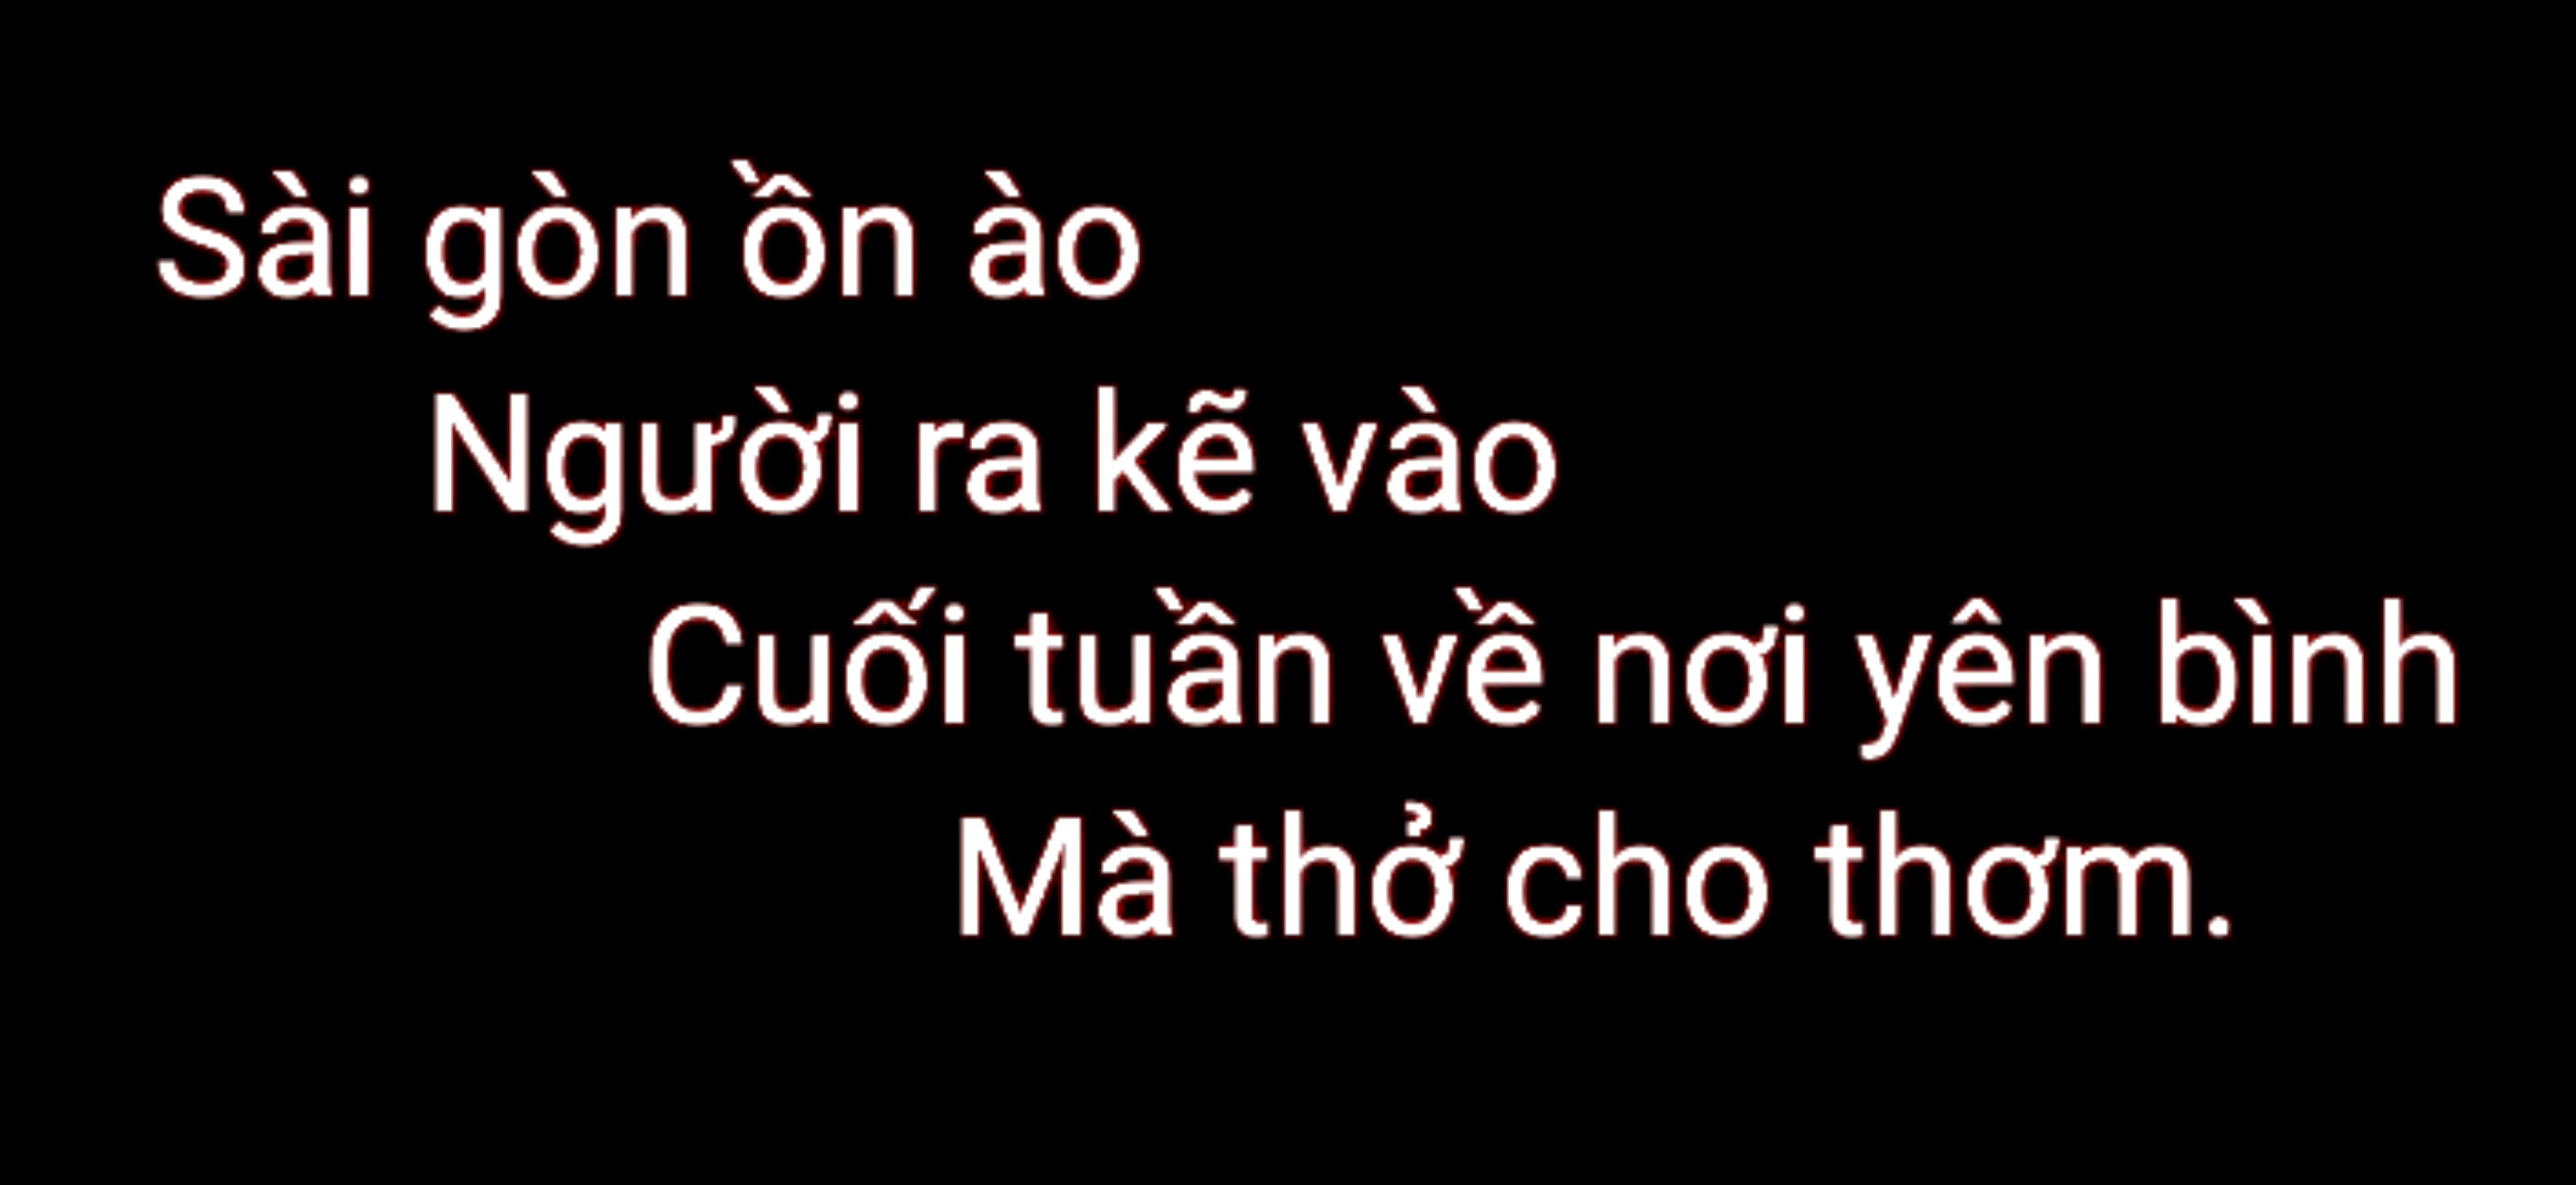 Sài gòn ồn ào
Người ra kẽ vào
Cuối tuần về nơi yên bình
Mà thở cho thơm.